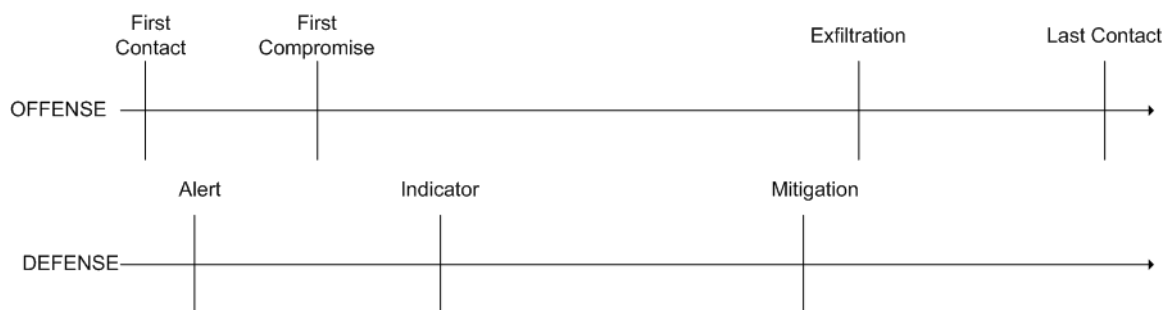 First
Contact
First
Compromise
Exfiltration
Last Contact
OFFENSE
Alert
Indicator
Mitigation
DEFENSE